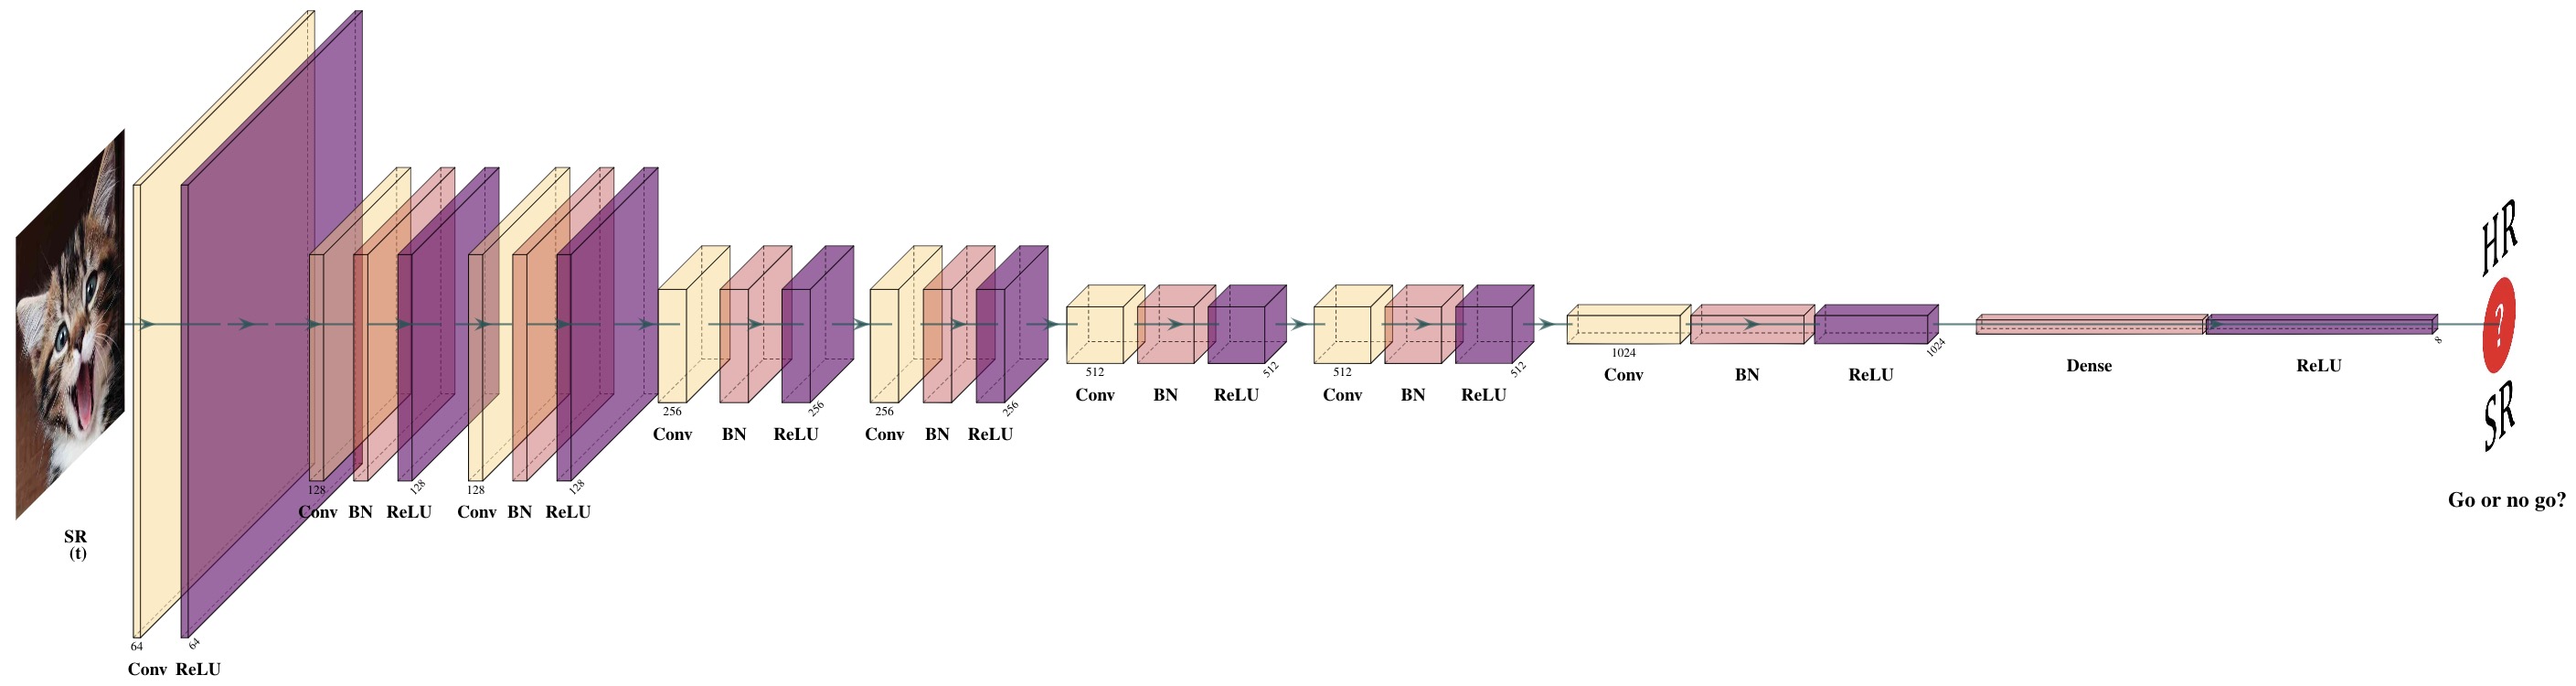 SR
(t)
64
64
Conv ReLU
128
128
Conv BN ReLU
128
128
Conv BN ReLU
256
256
Conv BN ReLU
256
256
Conv BN ReLU
512
512
Conv BN ReLU
512
512
Conv BN ReLU
1024
1024
Conv BN ReLU
8
Dense ReLU
HR
?
SR
Go or no go?